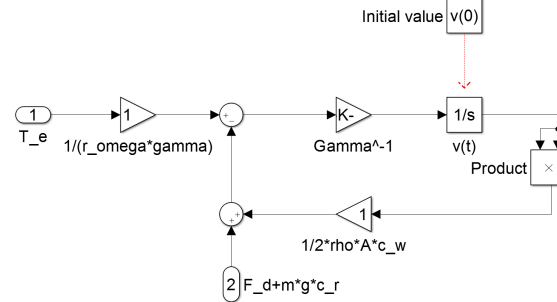 Initial value v(0)
1
T_e
1
1/(r_omega*gamma)
+ −
K-
Gamma^-1
1/s
v(t)
Product ×
+ +
1
1/2*rho*A*c_w
2 F_d+m*g*c_r